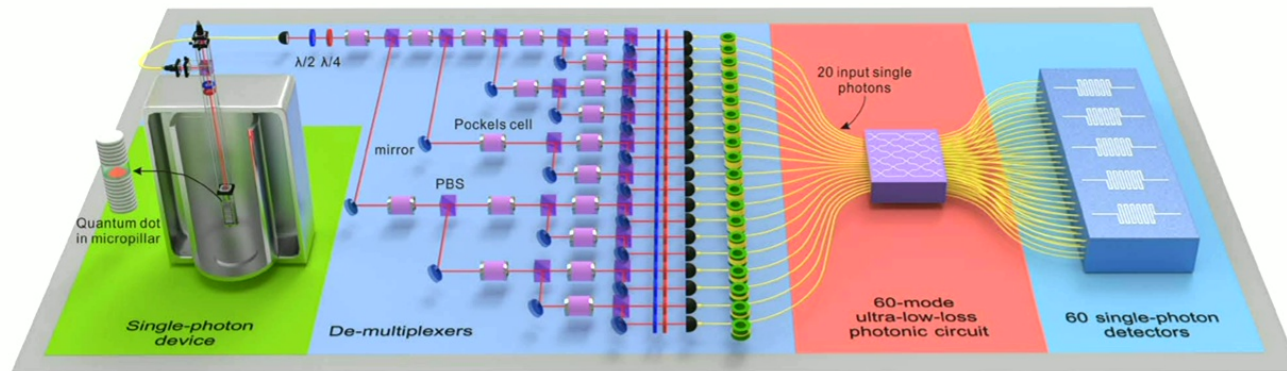 λ/2 λ/4
Pockels cell
mirror
PBS
Quantum dot
in micropillar
20 input single
photons
Single-photon
device
De-multiplexers
60-mode
ultra-low-loss
photonic circuit
60 single-photon
detectors